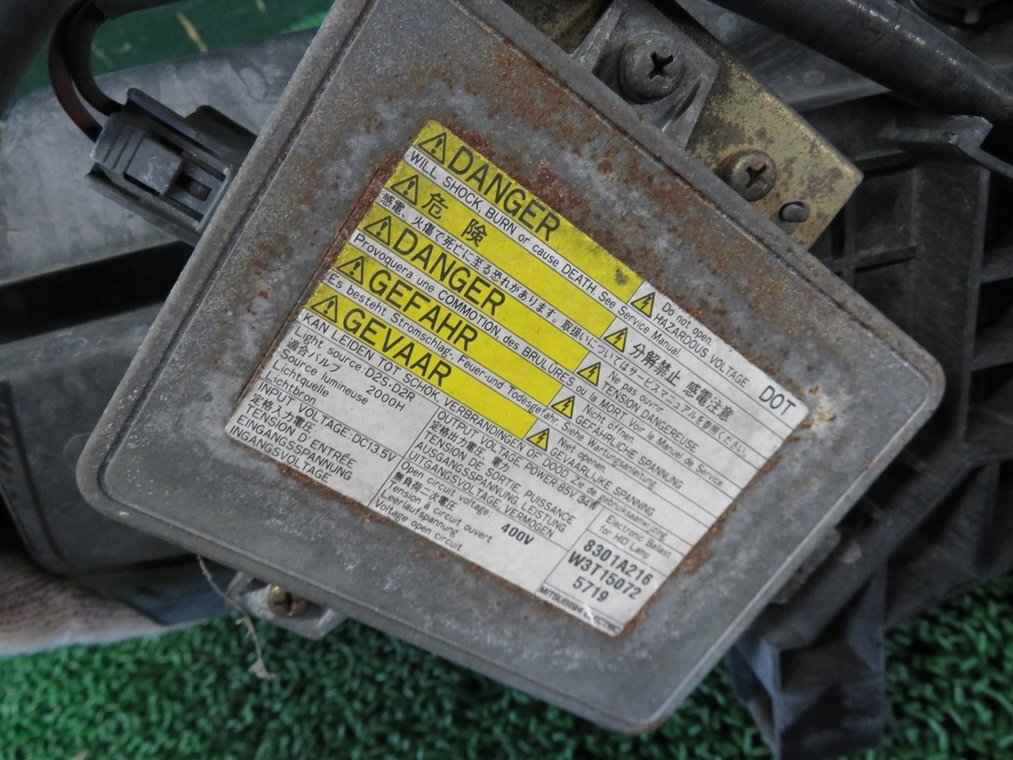 DANGER
WILL SHOCK, BURN or cause DEATH. See Service Manual
Do not open.
HAZARDOUS VOLTAGE
危険
感電、火傷で死亡に至る恐れがあります。取扱いについてはサービスマニュアルを参照ください。
分解禁止 感電注意
DOT
DANGER
Provoquera une COMMOTION, des BRULURES ou la MORT. Voir le Manuel de Service.
Ne pas ouvrir.
TENSION DANGEREUSE
GEFAHR
Es besteht Stromschlag-, Feuer-und Todesgefahr. Siehe Wartungsanleitung.
Nicht öffnen.
GEFÄHRLICHE SPANNUNG
GEVAAR
KAN LEIDEN TOT SCHOK, VERBRANDINGEN OF DOOD. Zie de gebruiksaanwijzing.
Net openen.
GEVAARLIJKE SPANNING
Light source: D2S·D2R
適合バルブ 2000H
Source lumineuse
Lichtquelle
Lichtbron
INPUT VOLTAGE:DC13.5V
定格入力電圧
TENSION D'ENTRÉE
EINGANGSSPANNUNG
INGANGSVOLTAGE
OUTPUT VOLTAGE POWER:85V 34W
定格出力電圧、電力
TENSION DE SORTIE, PUISSANCE
AUSGANGSSPANNUNG, LEISTUNG
UITGANGSVOLTAGE, VERMOGEN
Open circuit voltage 400V
無負荷一次電圧
Tension à circuit ouvert
Leerlaufspannung
Voltage open circuit
Electronic Ballast
for HID Lamp
8301A216
W3T15072
5719
MITSUBISHI ELECTRIC